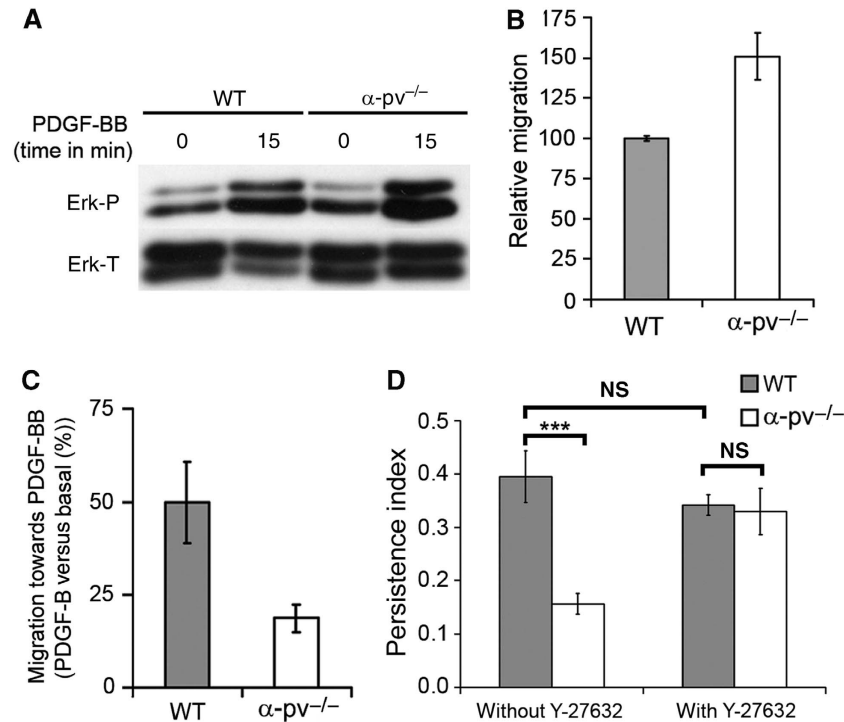 A
WT α-pv–/–
PDGF-BB
(time in min)
0 15 0 15
Erk-P
Erk-T
B
Relative migration
175
150
125
100
75
50
25
0
WT α-pv–/–
C
Migration towards PDGF-BB
(PDGF-B versus basal (%))
75
50
25
0
WT α-pv–/–
D
WT
α-pv–/–
NS
***
NS
Persistence index
0.5
0.4
0.3
0.2
0.1
0.0
Without Y-27632 With Y-27632